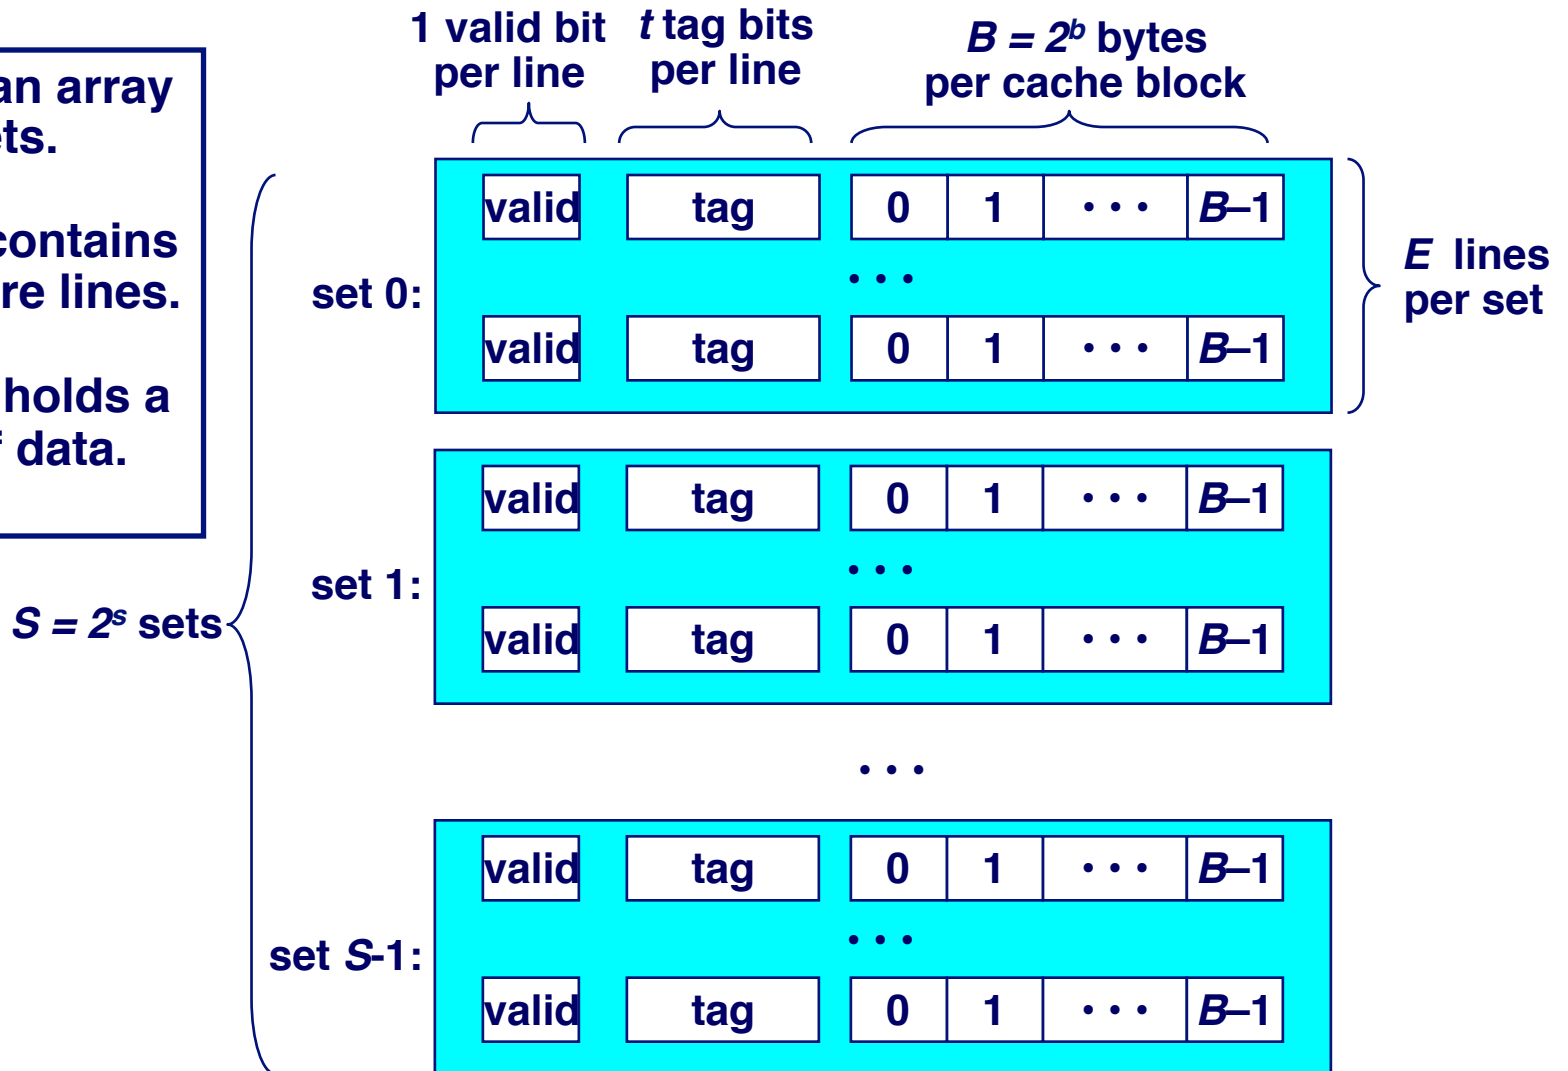 1 valid bit
per line
t tag bits
per line
B = 2^b bytes
per cache block
an array
ts.
contains
re lines.
holds a
data.
S = 2^s sets
E lines
per set
set 0:
valid tag 0 1 • • • B–1
• • •
valid tag 0 1 • • • B–1
set 1:
valid tag 0 1 • • • B–1
• • •
valid tag 0 1 • • • B–1
• • •
set S-1:
valid tag 0 1 • • • B–1
• • •
valid tag 0 1 • • • B–1